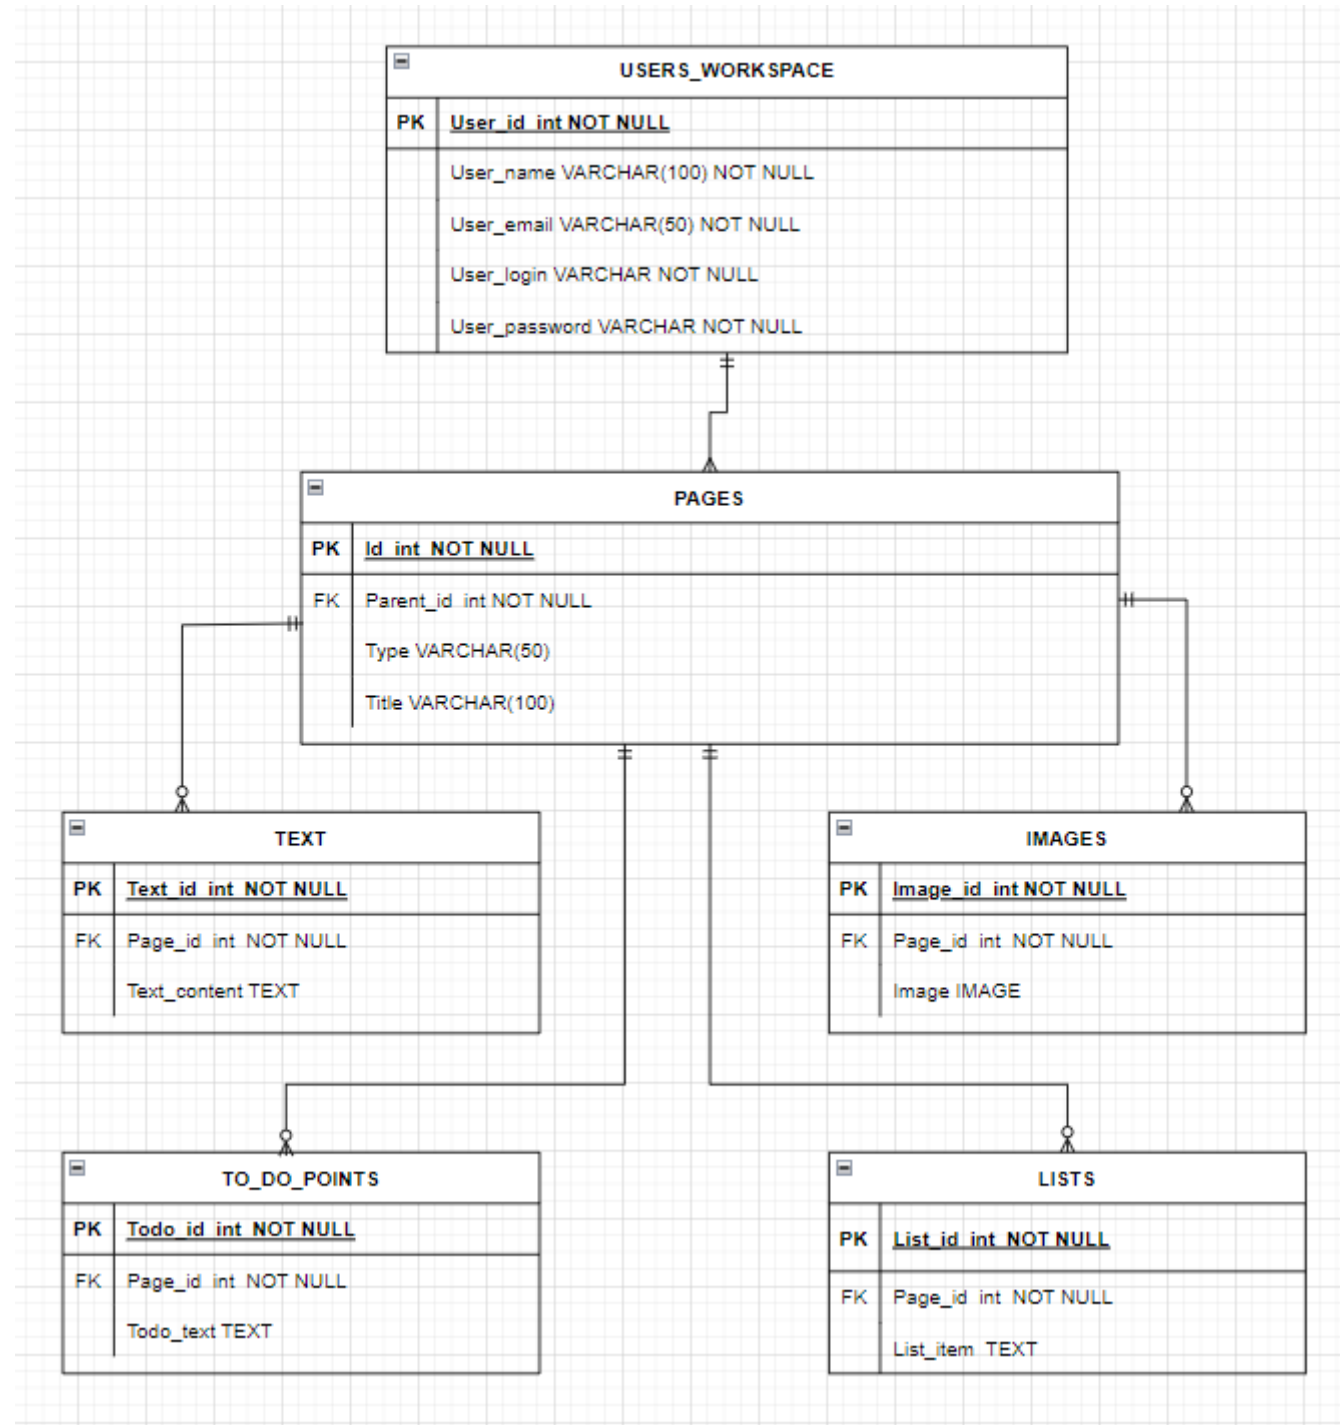 USERS_WORKSPACE
PK User_id int NOT NULL
User_name VARCHAR(100) NOT NULL
User_email VARCHAR(50) NOT NULL
User_login VARCHAR NOT NULL
User_password VARCHAR NOT NULL
PAGES
PK Id int NOT NULL
FK Parent_id int NOT NULL
Type VARCHAR(50)
Title VARCHAR(100)
TEXT
PK Text_id int NOT NULL
FK Page_id int NOT NULL
Text_content TEXT
IMAGES
PK Image_id int NOT NULL
FK Page_id int NOT NULL
Image IMAGE
TO_DO_POINTS
PK Todo_id int NOT NULL
FK Page_id int NOT NULL
Todo_text TEXT
LISTS
PK List_id int NOT NULL
FK Page_id int NOT NULL
List_item TEXT